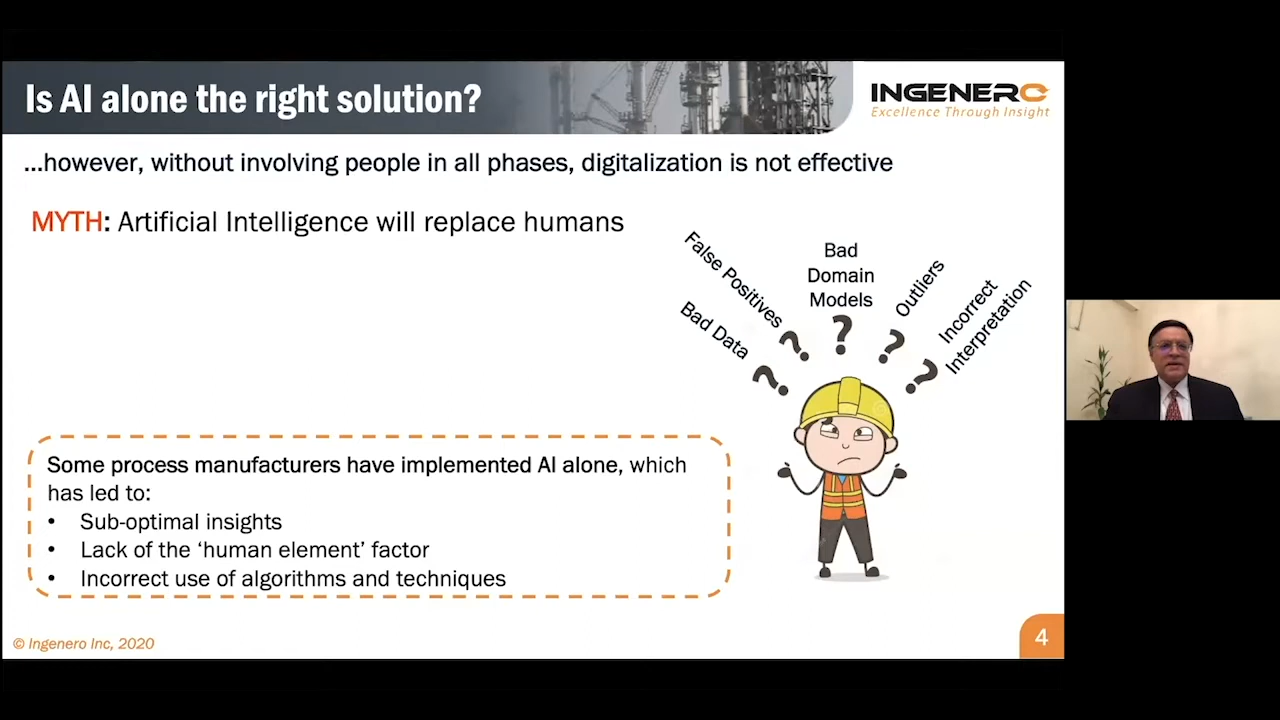 Is AI alone the right solution?
INGENERO
Excellence Through Insight
...however, without involving people in all phases, digitalization is not effective
MYTH: Artificial Intelligence will replace humans
Bad Data
False Positives
Bad
Domain
Models
Outliers
Incorrect
Interpretation
? ? ? ? ?
Some process manufacturers have implemented AI alone, which
has led to:
• Sub-optimal insights
• Lack of the ‘human element’ factor
• Incorrect use of algorithms and techniques
© Ingenero Inc, 2020
4